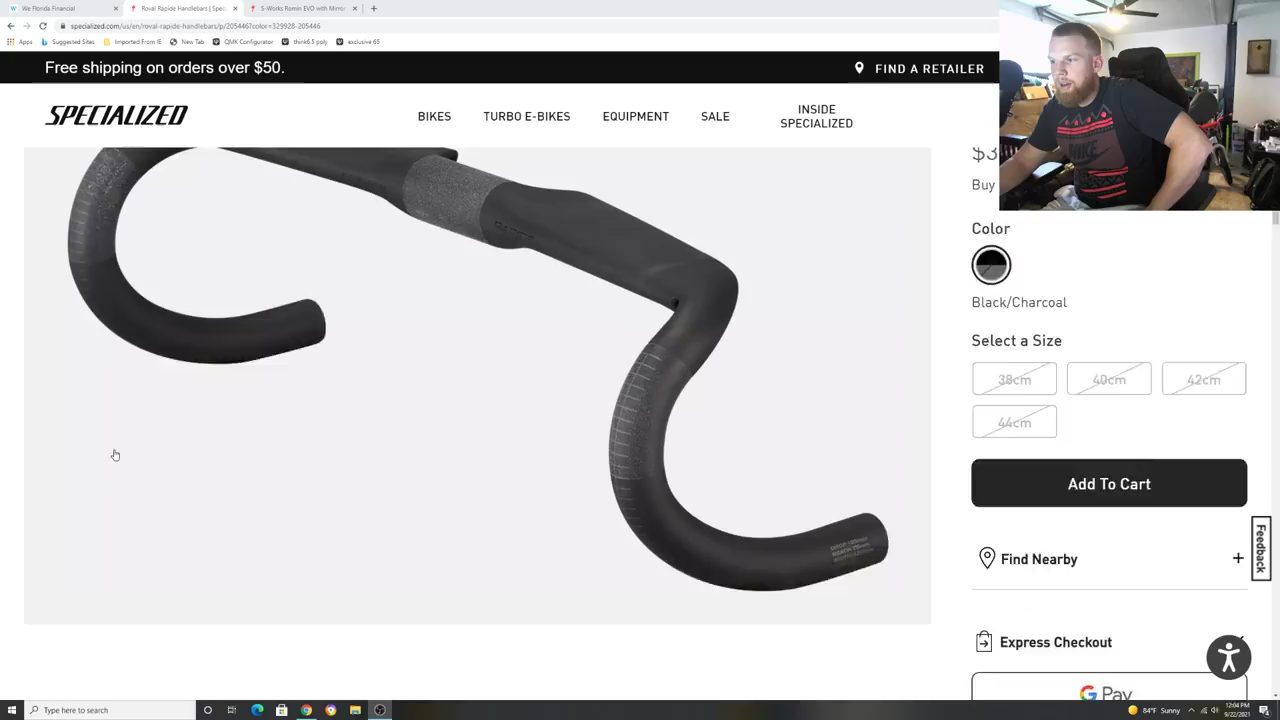 We Florida Financial
Roval Rapide Handlebars | Speci
S-Works Romin EVO with Mirror
specialized.com/us/en/roval-rapide-handlebars/p/205446?color=329928-205446
Apps
Suggested Sites
Imported From IE
New Tab
QMK Configurator
think6.5 poly
exclusive 65
Free shipping on orders over $50.
FIND A RETAILER
SPECIALIZED
BIKES
TURBO E-BIKES
EQUIPMENT
SALE
INSIDE
SPECIALIZED
$3
Buy
Color
Black/Charcoal
Select a Size
38cm
40cm
42cm
44cm
Add To Cart
Find Nearby
Feedback
Express Checkout
G Pay
Type here to search
84°F Sunny
12:04 PM
9/22/2021